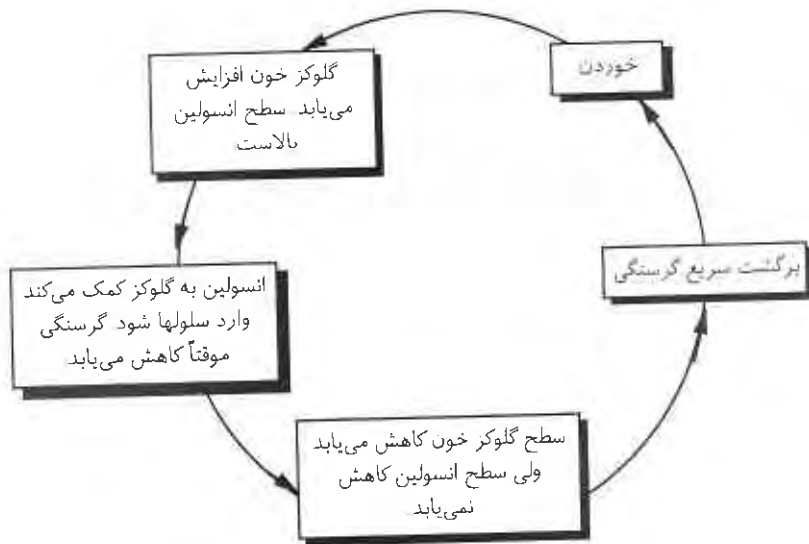 خوردن
گلوکز خون افزایش
می‌یابد. سطح انسولین
بالاست
انسولین به گلوکز کمک می‌کند
وارد سلولها شود. گرسنگی
موقتاً کاهش می‌یابد.
سطح گلوکز خون کاهش می‌یابد
ولی سطح انسولین کاهش
نمی‌یابد.
برگشت سریع گرسنگی